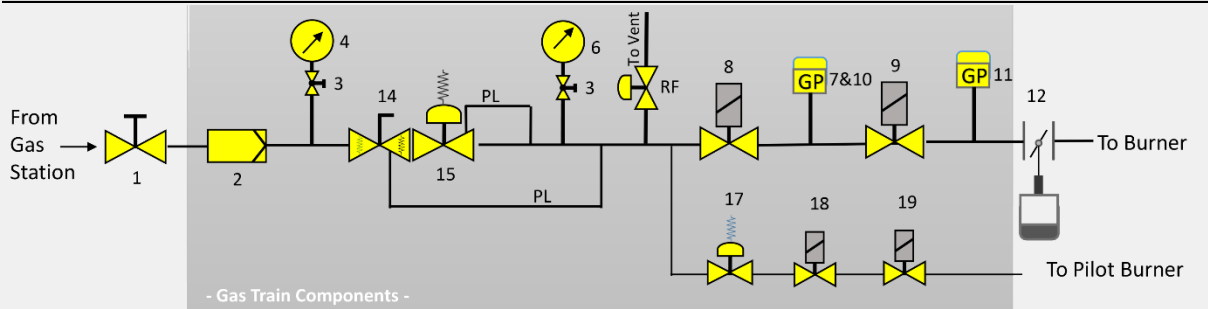 From
Gas
Station
To Burner
To Pilot Burner
To Vent
4
3
6
3
RF
8
GP 7&10
9
GP 11
12
14
PL
15
PL
1
2
17
18
19
- Gas Train Components -